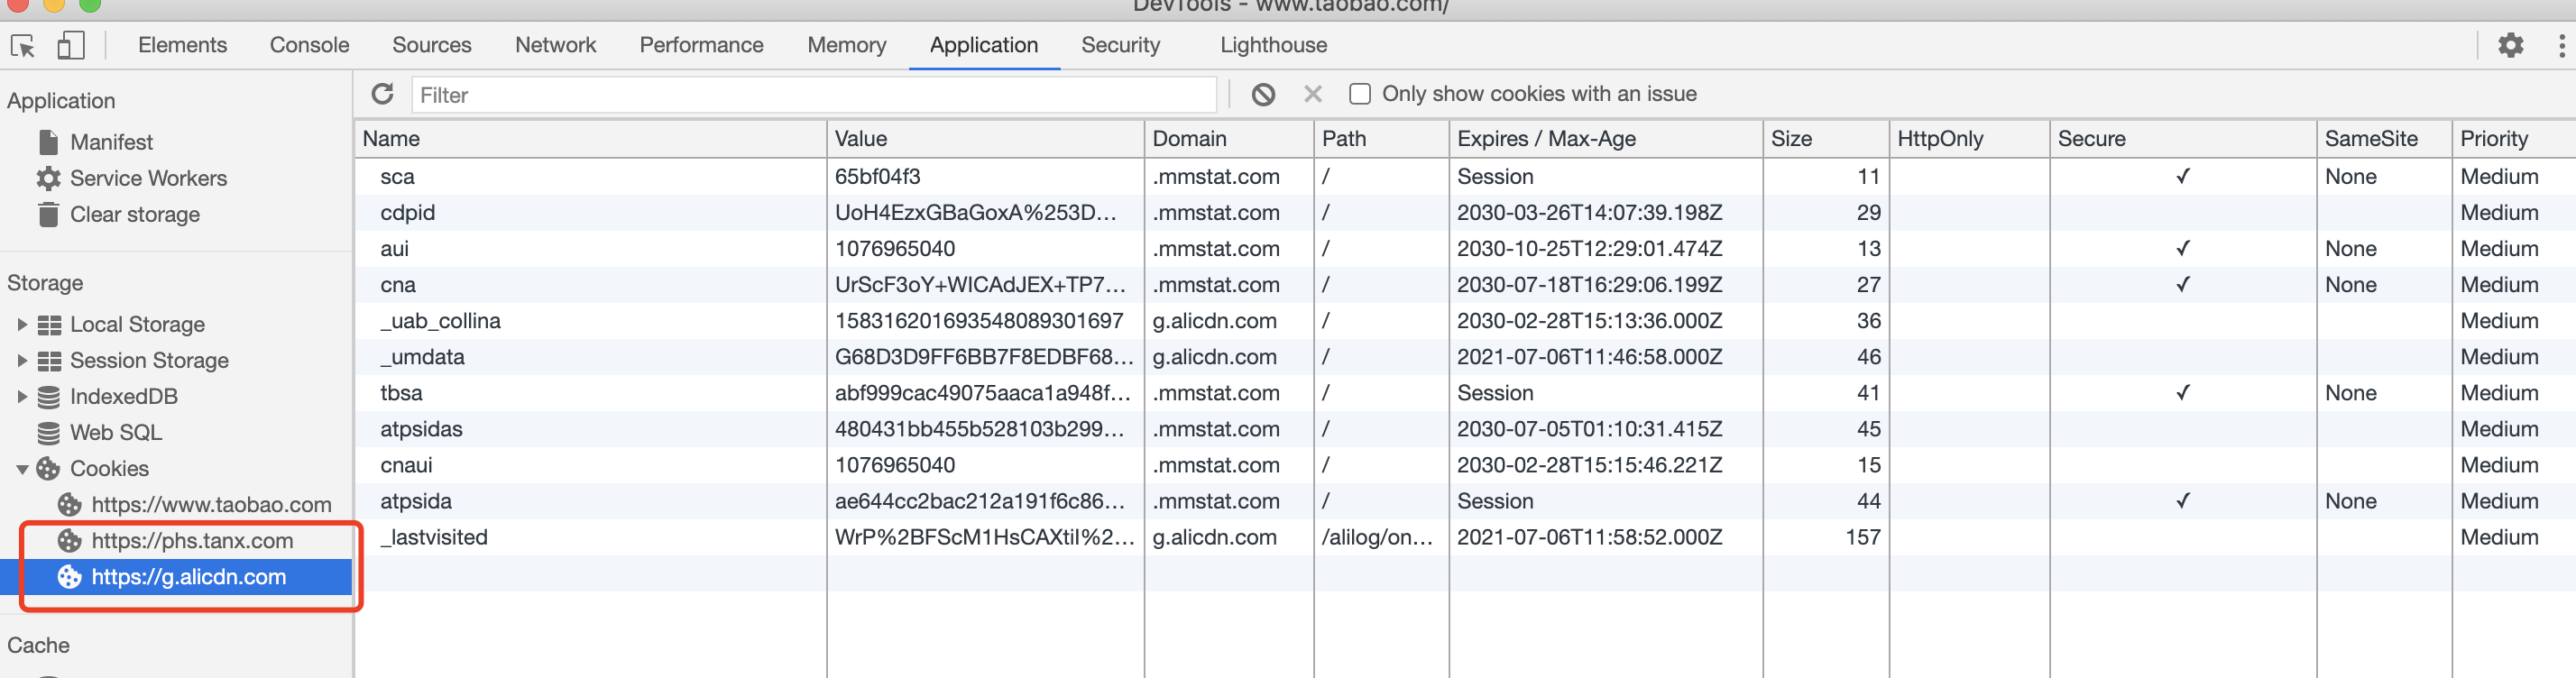 DevTools - www.taobao.com/
Elements Console Sources Network Performance Memory Application Security Lighthouse
Application
Manifest
Service Workers
Clear storage
Storage
Local Storage
Session Storage
IndexedDB
Web SQL
Cookies
https://www.taobao.com
https://phs.tanx.com
https://g.alicdn.com
Cache
Filter Only show cookies with an issue
Name Value Domain Path Expires / Max-Age Size HttpOnly Secure SameSite Priority
sca 65bf04f3 .mmstat.com / Session 11 ✓ None Medium
cdpid UoH4EzxGBaGoxA%253D... .mmstat.com / 2030-03-26T14:07:39.198Z 29 Medium
aui 1076965040 .mmstat.com / 2030-10-25T12:29:01.474Z 13 ✓ None Medium
cna UrScF3oY+WICAdJEX+TP7... .mmstat.com / 2030-07-18T16:29:06.199Z 27 ✓ None Medium
_uab_collina 158316201693548089301697 g.alicdn.com / 2030-02-28T15:13:36.000Z 36 Medium
_umdata G68D3D9FF6BB7F8EDBF68... g.alicdn.com / 2021-07-06T11:46:58.000Z 46 Medium
tbsa abf999cac49075aaca1a948f... .mmstat.com / Session 41 ✓ None Medium
atpsidas 480431bb455b528103b299... .mmstat.com / 2030-07-05T01:10:31.415Z 45 Medium
cnaui 1076965040 .mmstat.com / 2030-02-28T15:15:46.221Z 15 Medium
atpsida ae644cc2bac212a191f6c86... .mmstat.com / Session 44 ✓ None Medium
_lastvisited WrP%2BFScM1HsCAXtil%2... g.alicdn.com /alilog/on... 2021-07-06T11:58:52.000Z 157 Medium